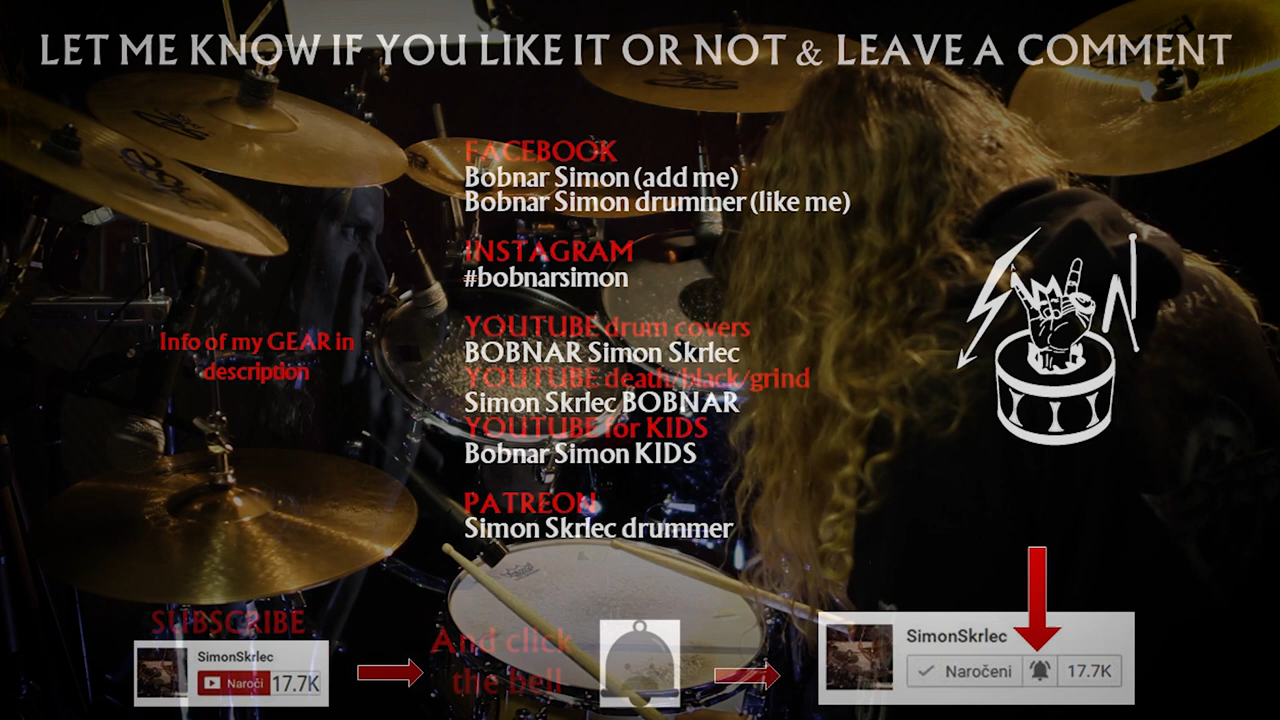 LET ME KNOW IF YOU LIKE IT OR NOT & LEAVE A COMMENT
FACEBOOK
Bobnar Simon (add me)
Bobnar Simon drummer (like me)
INSTAGRAM
#bobnarsimon
YOUTUBE drum covers
BOBNAR Simon Skrlec
YOUTUBE death/black/grind
Simon Skrlec BOBNAR
YOUTUBE for KIDS
Bobnar Simon KIDS
PATREON
Simon Skrlec drummer
Info of my GEAR in
description
SIMON
SUBSCRIBE
SimonSkrlec
Naroči 17.7K
And click
the bell
SimonSkrlec
Naročeni 17.7K